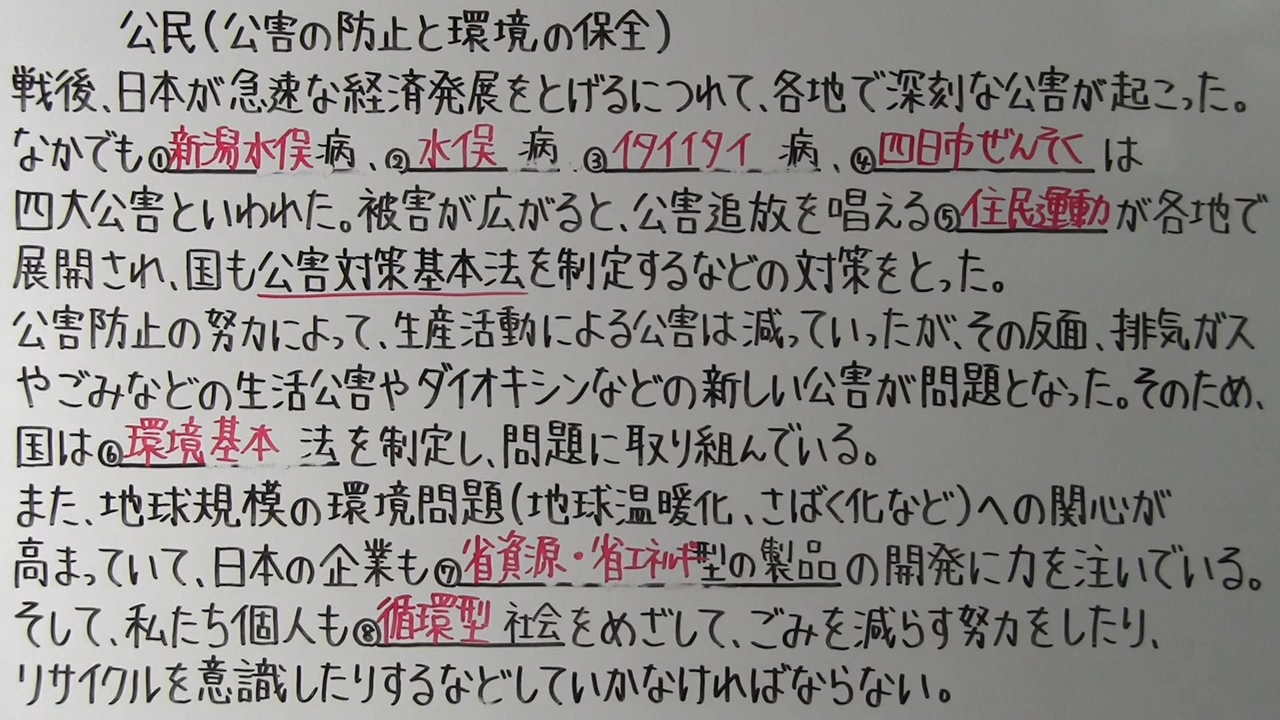 公民(公害の防止と環境の保全)
戦後、日本が急速な経済発展をとげるにつれて、各地で深刻な公害が起こった。
なかでも①新潟水俣病、②水俣病、③イタイイタイ病、④四日市ぜんそくは
四大公害といわれた。被害が広がると、公害追放を唱える⑤住民運動が各地で
展開され、国も公害対策基本法を制定するなどの対策をとった。
公害防止の努力によって、生産活動による公害は減っていったが、その反面、排気ガス
やごみなどの生活公害やダイオキシンなどの新しい公害が問題となった。そのため、
国は⑥環境基本法を制定し、問題に取り組んでいる。
また、地球規模の環境問題(地球温暖化、さばく化など)への関心が
高まっていて、日本の企業も⑦省資源・省エネルギ型の製品の開発に力を注いでいる。
そして、私たち個人も⑧循環型社会をめざして、ごみを減らす努力をしたり、
リサイクルを意識したりするなどしていかなければならない。